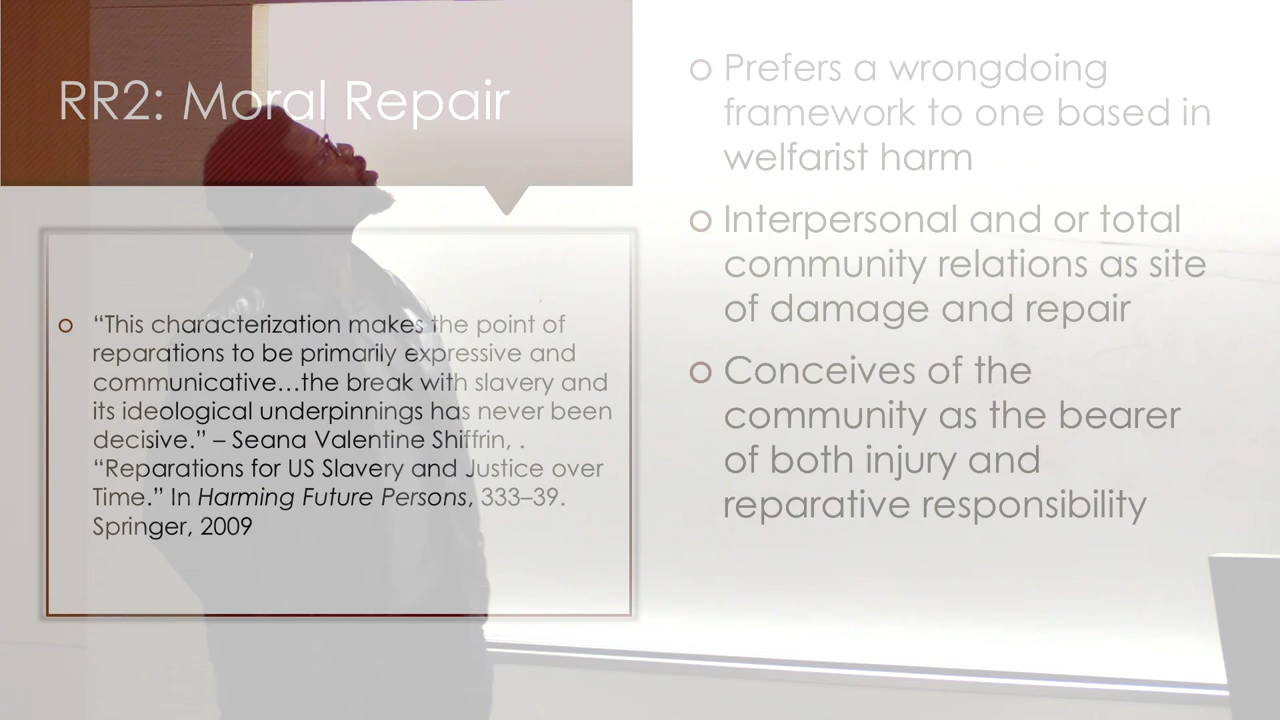 RR2: Moral Repair
“This characterization makes the point of
reparations to be primarily expressive and
communicative…the break with slavery and
its ideological underpinnings has never been
decisive.” – Seana Valentine Shiffrin, .
“Reparations for US Slavery and Justice over
Time.” In Harming Future Persons, 333–39.
Springer, 2009
Prefers a wrongdoing
framework to one based in
welfarist harm
Interpersonal and or total
community relations as site
of damage and repair
Conceives of the
community as the bearer
of both injury and
reparative responsibility